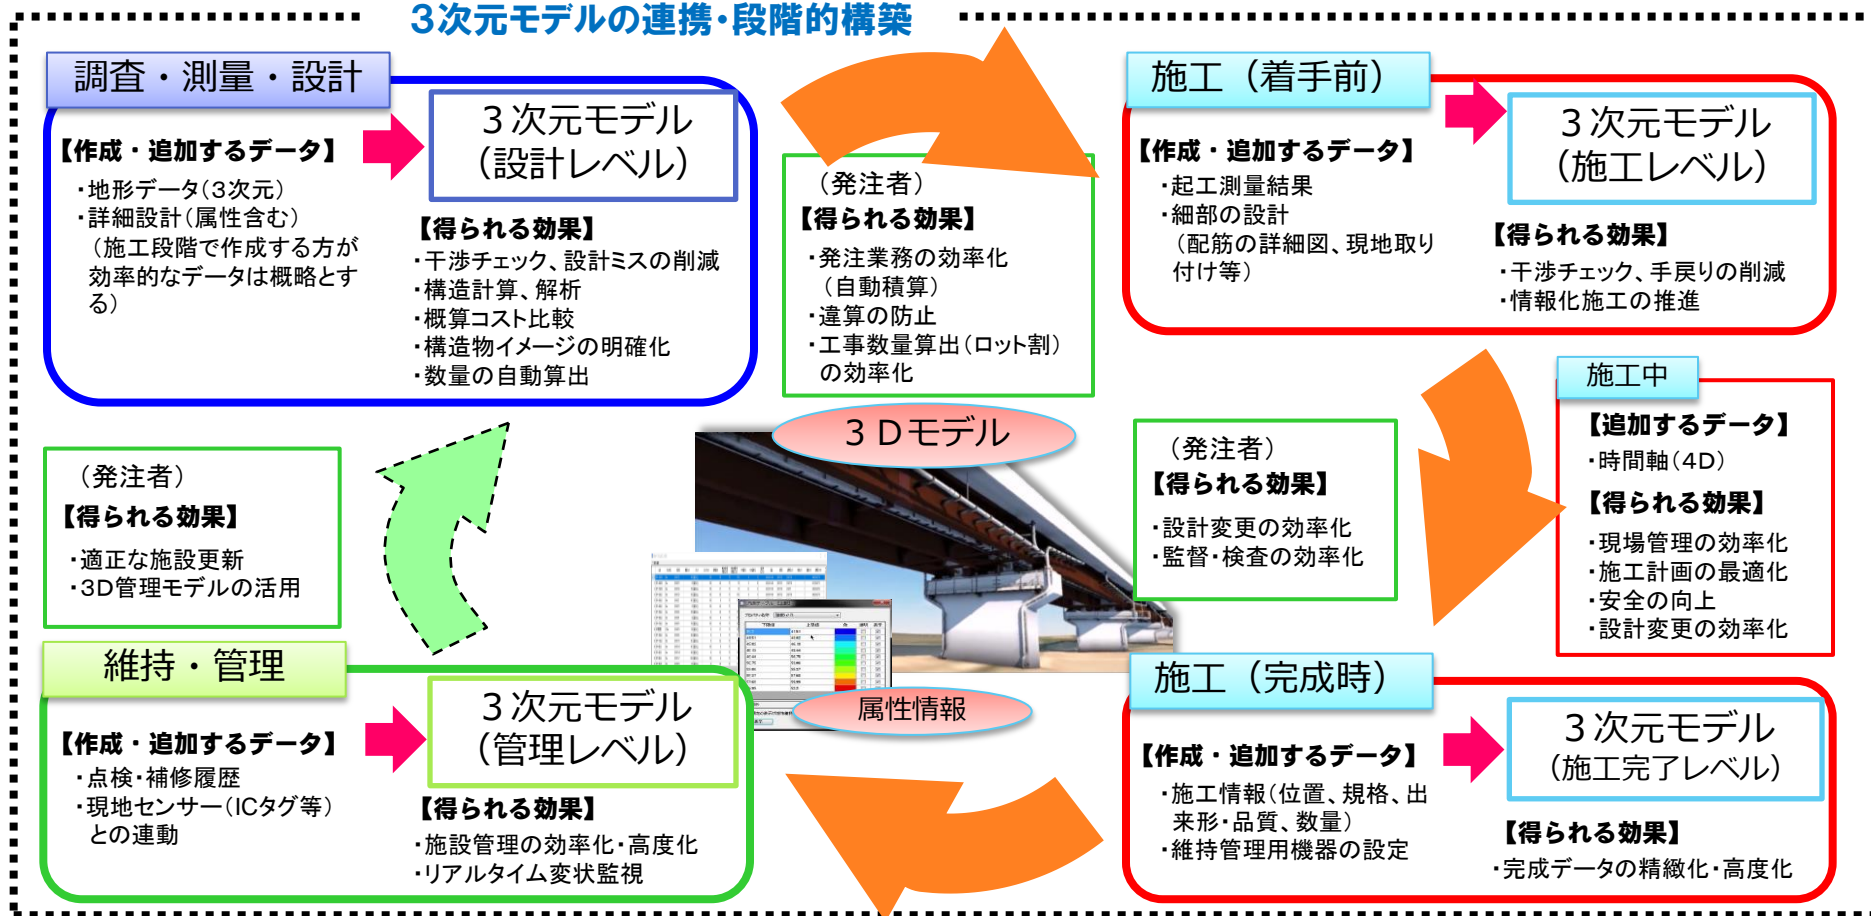 3次元モデルの連携・段階的構築
調査・測量・設計
【作成・追加するデータ】
・地形データ(3次元)
・詳細設計(属性含む)
(施工段階で作成する方が
効率的なデータは概略とす
る)
３次元モデル
(設計レベル)
【得られる効果】
・干渉チェック、設計ミスの削減
・構造計算、解析
・概算コスト比較
・構造物イメージの明確化
・数量の自動算出
（発注者）
【得られる効果】
・発注業務の効率化
(自動積算)
・違算の防止
・工事数量算出(ロット割)
の効率化
施工（着手前）
【作成・追加するデータ】
・起工測量結果
・細部の設計
(配筋の詳細図、現地取り
付け等)
３次元モデル
(施工レベル)
【得られる効果】
・干渉チェック、手戻りの削減
・情報化施工の推進
施工中
【追加するデータ】
・時間軸(4D)
【得られる効果】
・現場管理の効率化
・施工計画の最適化
・安全の向上
・設計変更の効率化
（発注者）
【得られる効果】
・設計変更の効率化
・監督・検査の効率化
３Ｄモデル
属性情報
（発注者）
【得られる効果】
・適正な施設更新
・3D管理モデルの活用
維持・管理
【作成・追加するデータ】
・点検・補修履歴
・現地センサー(ICタグ等)
との連動
３次元モデル
(管理レベル)
【得られる効果】
・施設管理の効率化・高度化
・リアルタイム変状監視
施工（完成時）
【作成・追加するデータ】
・施工情報(位置、規格、出
来形・品質、数量)
・維持管理用機器の設定
３次元モデル
(施工完了レベル)
【得られる効果】
・完成データの精緻化・高度化